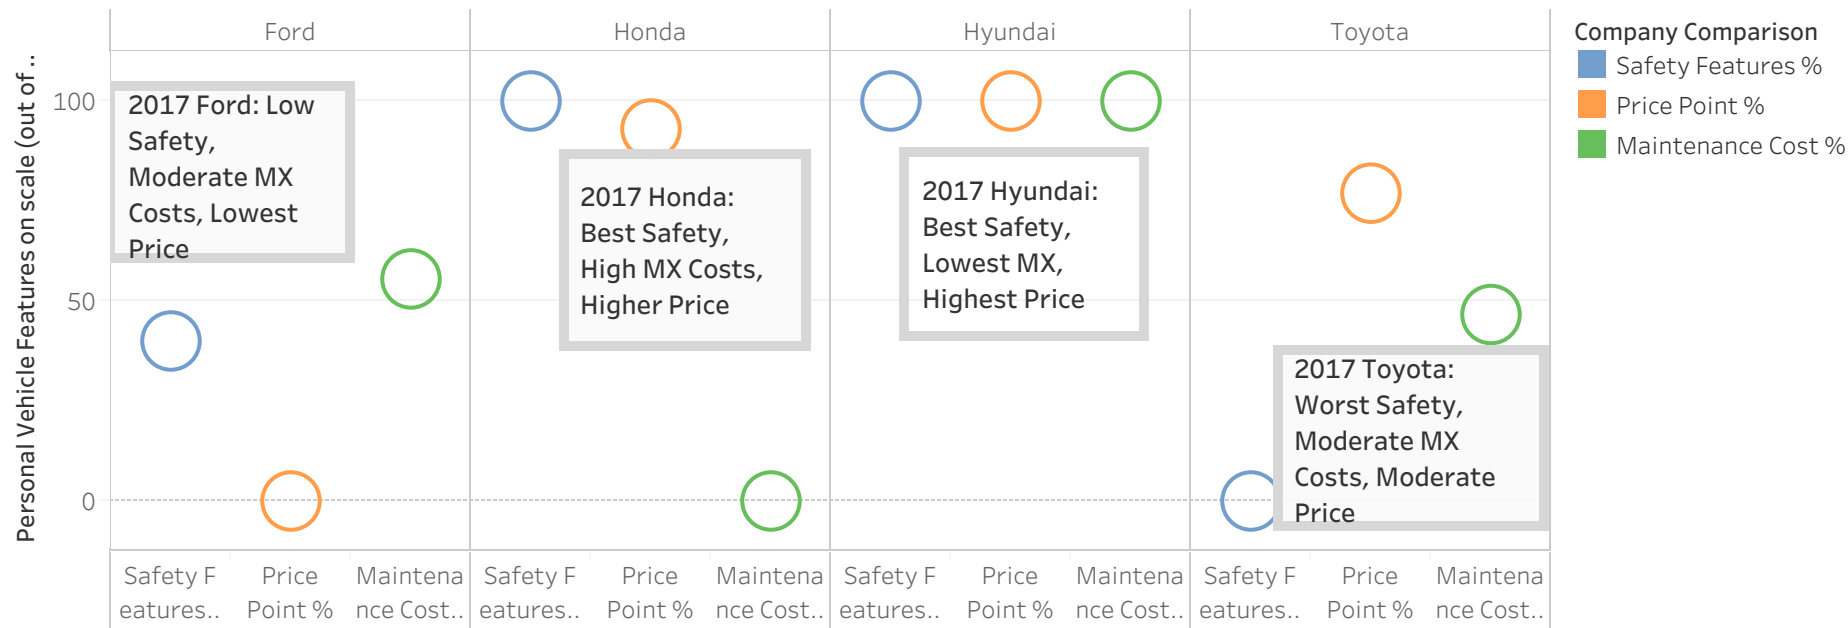 Ford
Honda
Hyundai
Toyota
Personal Vehicle Features on scale (out of ..
100
50
0
2017 Ford: Low
Safety,
Moderate MX
Costs, Lowest
Price
2017 Honda:
Best Safety,
High MX Costs,
Higher Price
2017 Hyundai:
Best Safety,
Lowest MX,
Highest Price
2017 Toyota:
Worst Safety,
Moderate MX
Costs, Moderate
Price
Safety F
eatures..
Price
Point %
Maintena
nce Cost..
Safety F
eatures..
Price
Point %
Maintena
nce Cost..
Safety F
eatures..
Price
Point %
Maintena
nce Cost..
Safety F
eatures..
Price
Point %
Maintena
nce Cost..
Company Comparison
Safety Features %
Price Point %
Maintenance Cost %